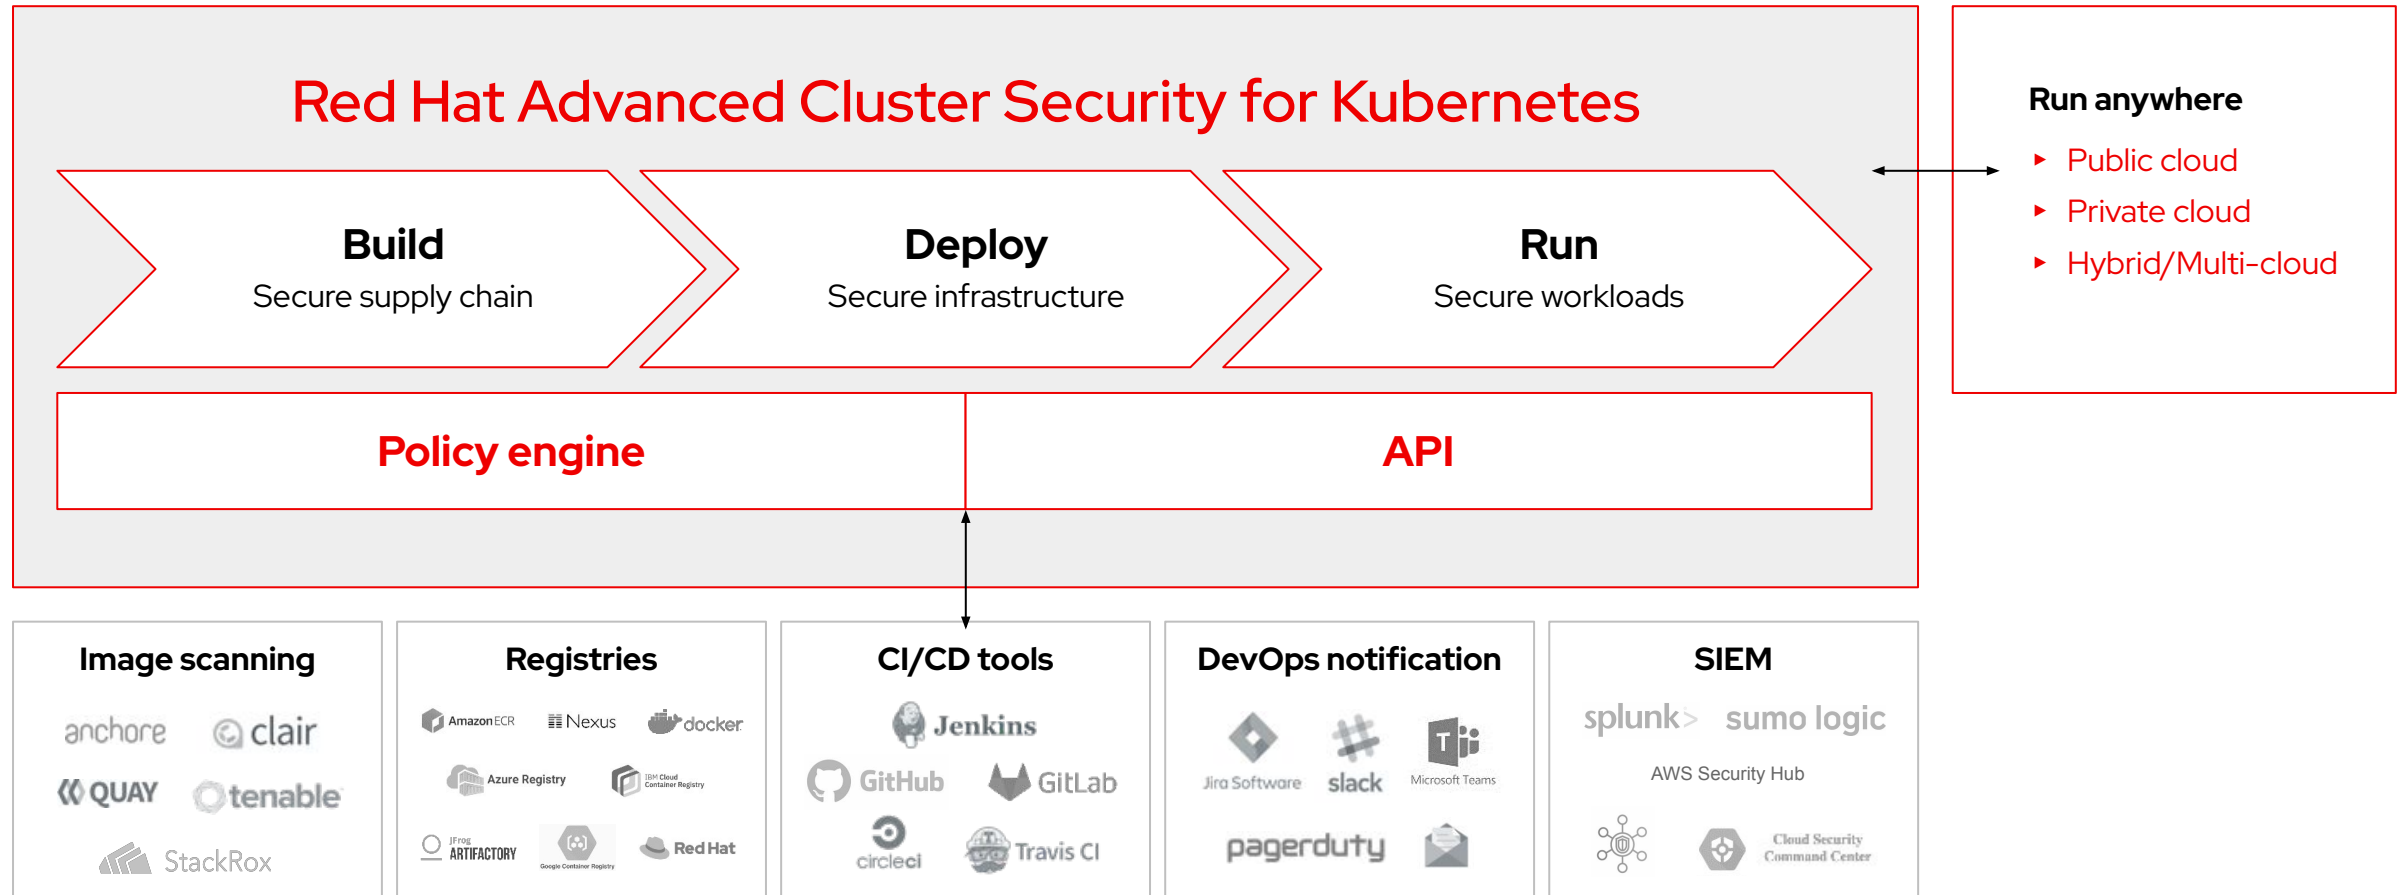 Red Hat Advanced Cluster Security for Kubernetes
Build
Secure supply chain
Deploy
Secure infrastructure
Run
Secure workloads
Policy engine
API
Run anywhere
Public cloud
Private cloud
Hybrid/Multi-cloud
Image scanning
anchore
clair
QUAY
tenable
StackRox
Registries
Amazon ECR
Nexus
docker
Azure Registry
IBM Cloud
Container Registry
JFrog
ARTIFACTORY
Google Container Registry
Red Hat
CI/CD tools
Jenkins
GitHub
GitLab
circleci
Travis CI
DevOps notification
Jira Software
slack
T
Microsoft Teams
pagerduty
SIEM
splunk>
sumo logic
AWS Security Hub
Cloud Security
Command Center